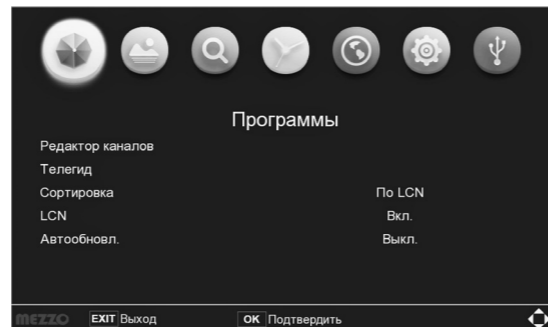 Программы
Редактор каналов
Телегид
Сортировка По LCN
LCN Вкл.
Автообновл. Выкл.
MEZZO EXIT Выход OK Подтвердить